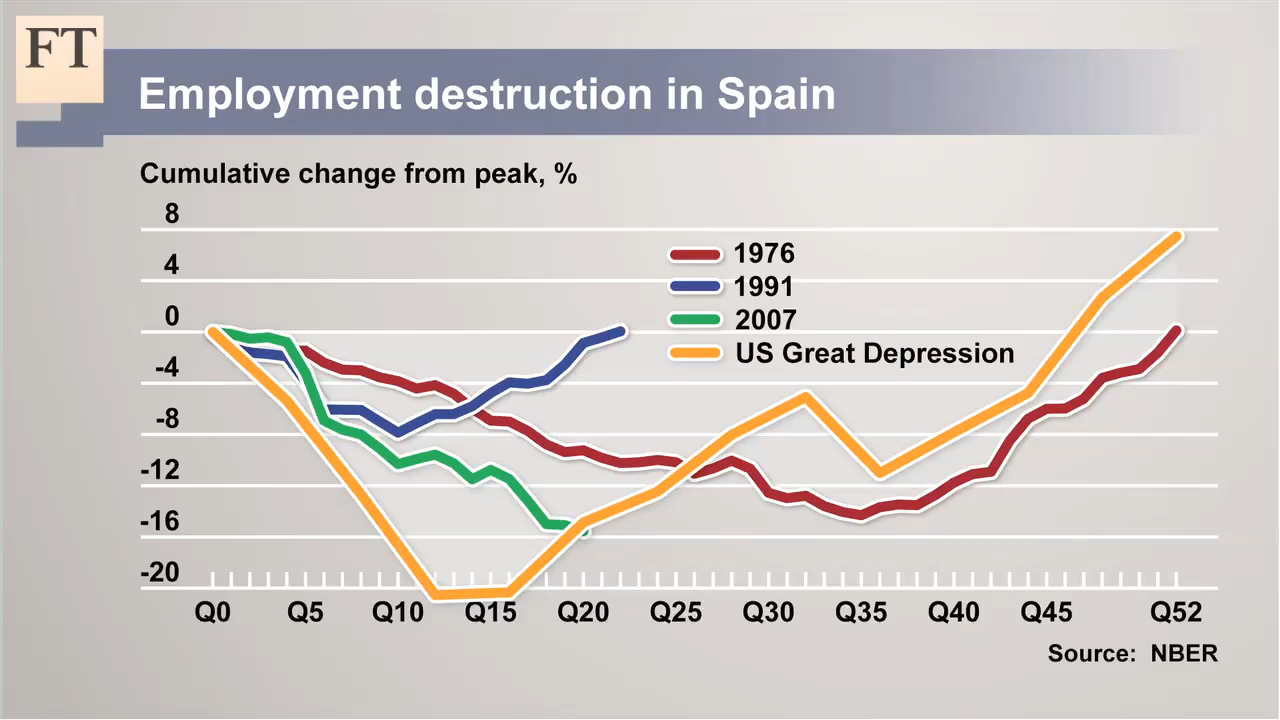 FT
Employment destruction in Spain
Cumulative change from peak, %
8
4
0
-4
-8
-12
-16
-20
1976
1991
2007
US Great Depression
Q0 Q5 Q10 Q15 Q20 Q25 Q30 Q35 Q40 Q45 Q52
Source: NBER